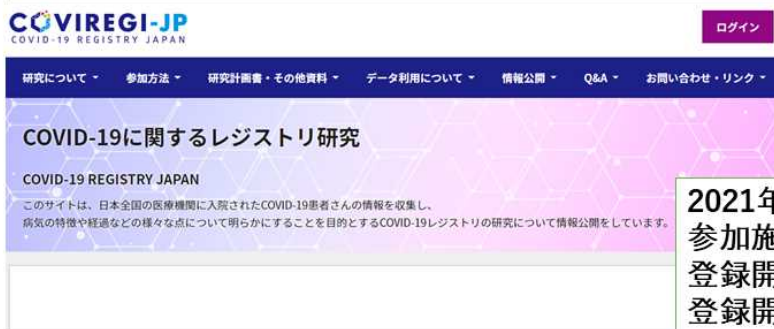 COVIREGI-JP
COVID-19 REGISTRY JAPAN
ログイン
研究について
参加方法
研究計画書・その他資料
データ利用について
情報公開
Q&A
お問い合わせ・リンク
COVID-19に関するレジストリ研究
COVID-19 REGISTRY JAPAN
このサイトは、日本全国の医療機関に入院されたCOVID-19患者さんの情報を収集し、
病気の特徴や経過などの様々な点について明らかにすることを目的とするCOVID-19レジストリの研究について情報公開をしています。
2021年
参加施
登録開
登録開